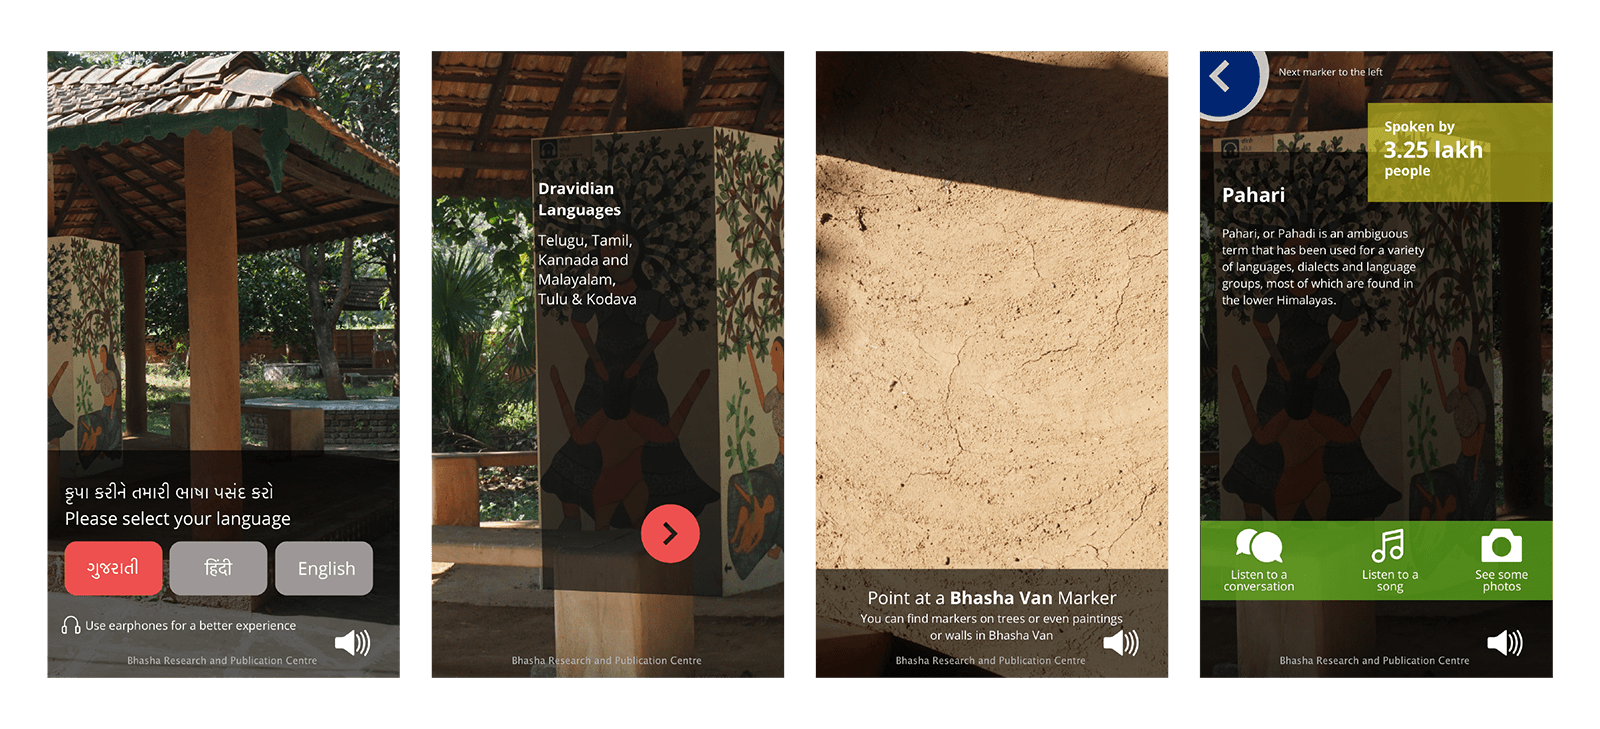 કૃપા કરીને તમારી ભાષા પસંદ કરો
Please select your language
ગુજરાતી
हिंदी
English
Use earphones for a better experience
Bhasha Research and Publication Centre
Dravidian
Languages
Telugu, Tamil,
Kannada and
Malayalam,
Tulu & Kodava
Bhasha Research and Publication Centre
Point at a Bhasha Van Marker
You can find markers on trees or even paintings
or walls in Bhasha Van
Bhasha Research and Publication Centre
Next marker to the left
Spoken by
3.25 lakh
people
Pahari
Pahari, or Pahadi is an ambiguous
term that has been used for a variety
of languages, dialects and language
groups, most of which are found in
the lower Himalayas.
Listen to a
conversation
Listen to a
song
See some
photos
Bhasha Research and Publication Centre